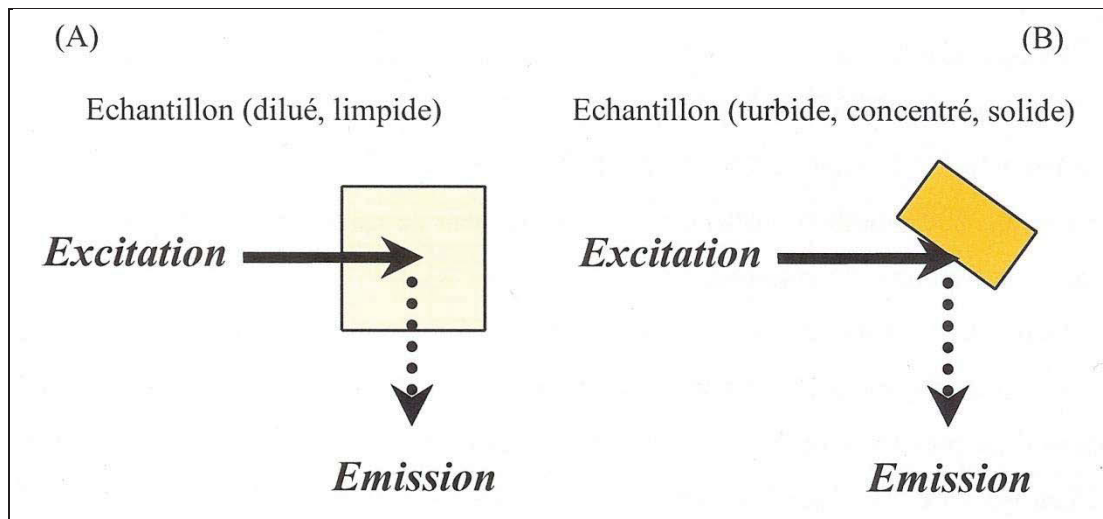 (A)
Echantillon (dilué, limpide)
Excitation
Emission
(B)
Echantillon (turbide, concentré, solide)
Excitation
Emission